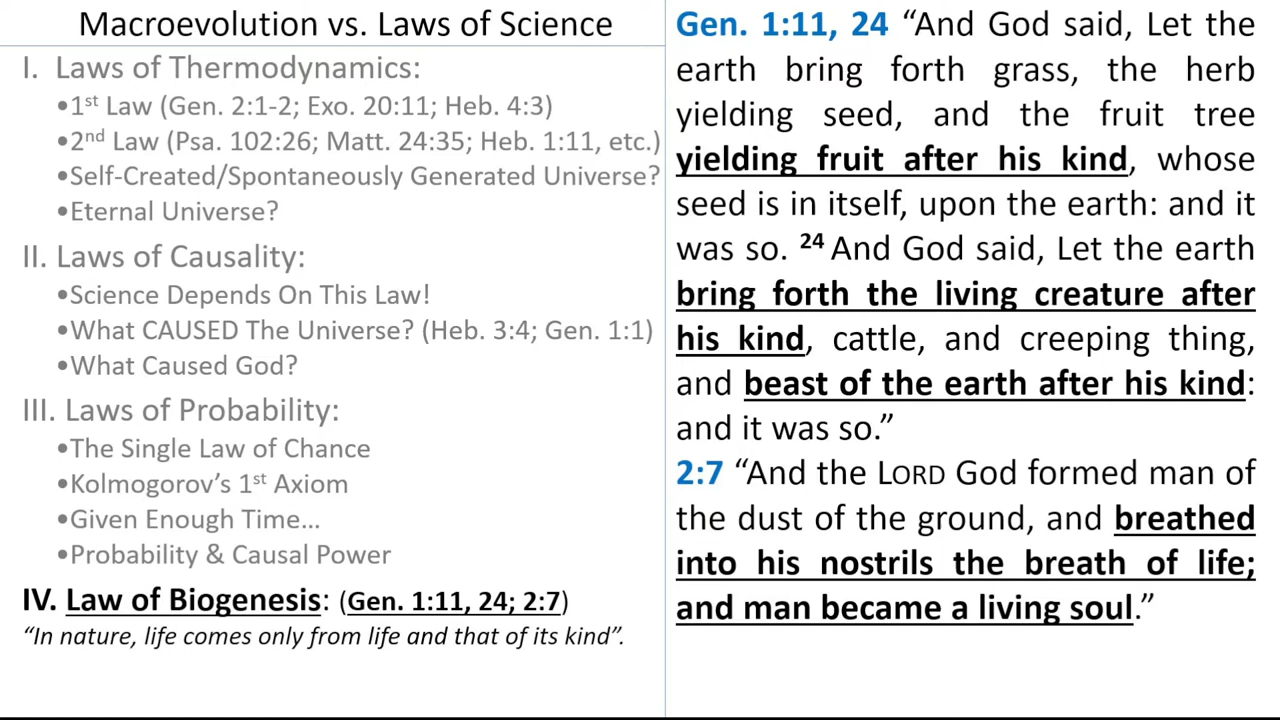 Macroevolution vs. Laws of Science
I. Laws of Thermodynamics:
•1st Law (Gen. 2:1-2; Exo. 20:11; Heb. 4:3)
•2nd Law (Psa. 102:26; Matt. 24:35; Heb. 1:11, etc.)
•Self-Created/Spontaneously Generated Universe?
•Eternal Universe?
II. Laws of Causality:
•Science Depends On This Law!
•What CAUSED The Universe? (Heb. 3:4; Gen. 1:1)
•What Caused God?
III. Laws of Probability:
•The Single Law of Chance
•Kolmogorov’s 1st Axiom
•Given Enough Time…
•Probability & Causal Power
IV. Law of Biogenesis: (Gen. 1:11, 24; 2:7)
“In nature, life comes only from life and that of its kind”.
Gen. 1:11, 24 “And God said, Let the
earth bring forth grass, the herb
yielding seed, and the fruit tree
yielding fruit after his kind, whose
seed is in itself, upon the earth: and it
was so. 24 And God said, Let the earth
bring forth the living creature after
his kind, cattle, and creeping thing,
and beast of the earth after his kind:
and it was so.”
2:7 “And the LORD God formed man of
the dust of the ground, and breathed
into his nostrils the breath of life;
and man became a living soul.”